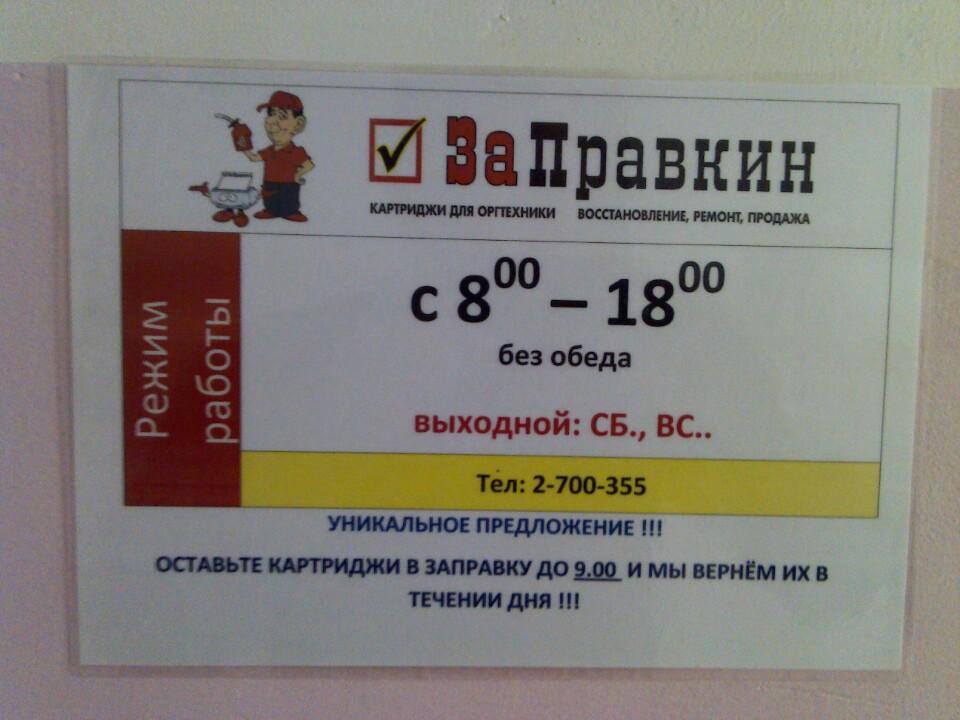 ЗаПравкин
КАРТРИДЖИ ДЛЯ ОРГТЕХНИКИ ВОССТАНОВЛЕНИЕ, РЕМОНТ, ПРОДАЖА
Режим
работы
с 8⁰⁰ – 18⁰⁰
без обеда
выходной: СБ., ВС..
Тел: 2-700-355
УНИКАЛЬНОЕ ПРЕДЛОЖЕНИЕ !!!
ОСТАВЬТЕ КАРТРИДЖИ В ЗАПРАВКУ ДО 9.00 И МЫ ВЕРНЁМ ИХ В
ТЕЧЕНИИ ДНЯ !!!